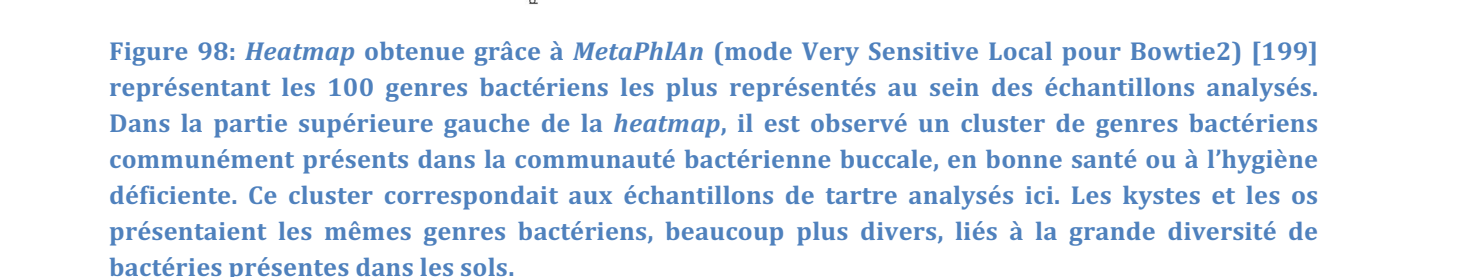 Figure 98: Heatmap obtenue grâce à MetaPhlAn (mode Very Sensitive Local pour Bowtie2) [199]
représentant les 100 genres bactériens les plus représentés au sein des échantillons analysés.
Dans la partie supérieure gauche de la heatmap, il est observé un cluster de genres bactériens
communément présents dans la communauté bactérienne buccale, en bonne santé ou à l’hygiène
déficiente. Ce cluster correspondait aux échantillons de tartre analysés ici. Les kystes et les os
présentaient les mêmes genres bactériens, beaucoup plus divers, liés à la grande diversité de
bactéries présentes dans les sols.